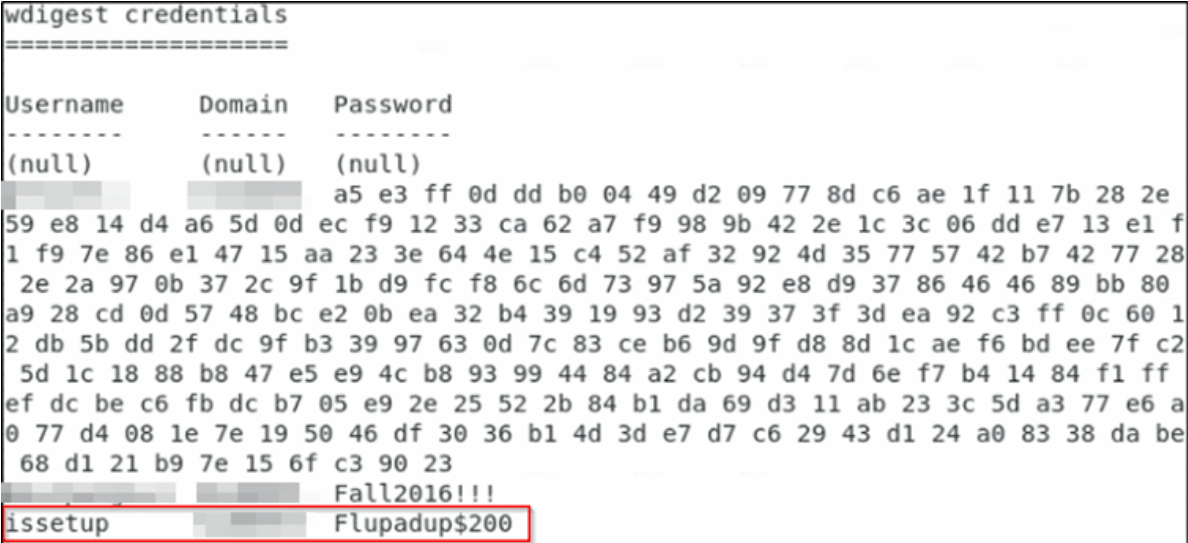 wdigest credentials
===================
Username Domain Password
-------- ------ --------
(null) (null) (null)
a5 e3 ff 0d dd b0 04 49 d2 09 77 8d c6 ae 1f 11 7b 28 2e
59 e8 14 d4 a6 5d 0d ec f9 12 33 ca 62 a7 f9 98 9b 42 2e 1c 3c 06 dd e7 13 e1 f
1 f9 7e 86 e1 47 15 aa 23 3e 64 4e 15 c4 52 af 32 92 4d 35 77 57 42 b7 42 77 28
2e 2a 97 0b 37 2c 9f 1b d9 fc f8 6c 6d 73 97 5a 92 e8 d9 37 86 46 46 89 bb 80
a9 28 cd 0d 57 48 bc e2 0b ea 32 b4 39 19 93 d2 39 37 3f 3d ea 92 c3 ff 0c 60 1
2 db 5b dd 2f dc 9f b3 39 97 63 0d 7c 83 ce b6 9d 9f d8 8d 1c ae f6 bd ee 7f c2
5d 1c 18 88 b8 47 e5 e9 4c b8 93 99 44 84 a2 cb 94 d4 7d 6e f7 b4 14 84 f1 ff
ef dc be c6 fb dc b7 05 e9 2e 25 52 2b 84 b1 da 69 d3 11 ab 23 3c 5d a3 77 e6 a
0 77 d4 08 1e 7e 19 50 46 df 30 36 b1 4d 3d e7 d7 c6 29 43 d1 24 a0 83 38 da be
68 d1 21 b9 7e 15 6f c3 90 23
Fall2016!!!
issetup Flupadup$200